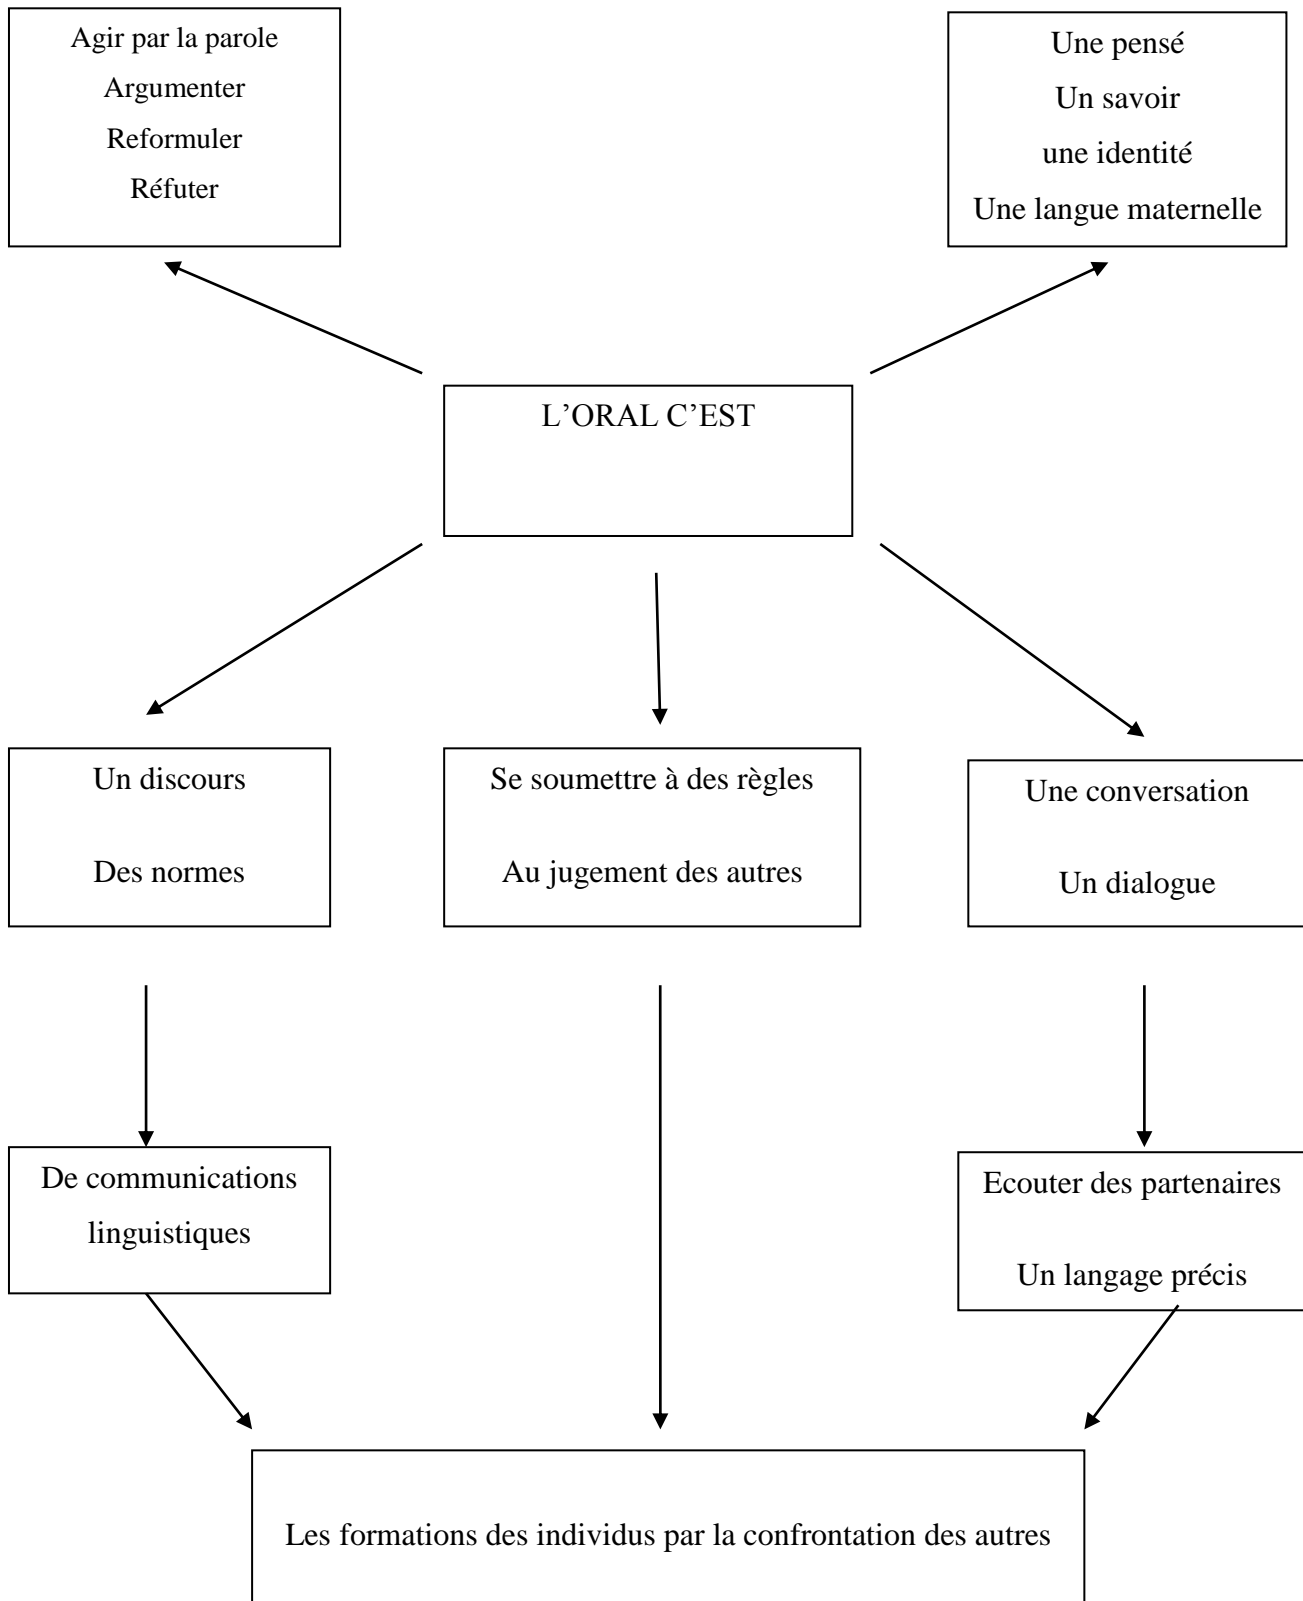 Agir par la parole
Argumenter
Reformuler
Réfuter
Une pensé
Un savoir
une identité
Une langue maternelle
L’ORAL C’EST
Un discours
Des normes
Se soumettre à des règles
Au jugement des autres
Une conversation
Un dialogue
De communications
linguistiques
Ecouter des partenaires
Un langage précis
Les formations des individus par la confrontation des autres